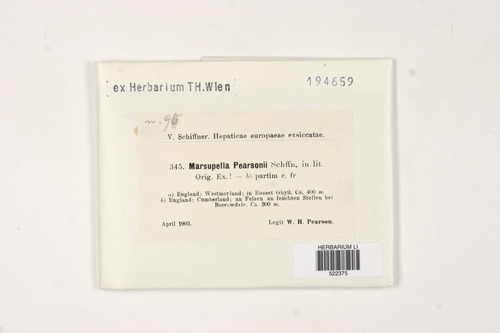 ex Herbarium TH.Wien
194659
V. Schiffner. Hepaticae europaeae exsiccatae.
345. Marsupella Pearsonii Schffn. in lit.
Orig. Ex.! — b) partim c. fr
a) England: Westmorland; in Rosset Ghyll. Ca. 400 m.
b) England: Cumberland; an Felsen an feuchten Stellen bei
Borrowdale. Ca. 300 m.
April 1903.
Legit W. H. Pearson.
HERBARIUM LI
522375